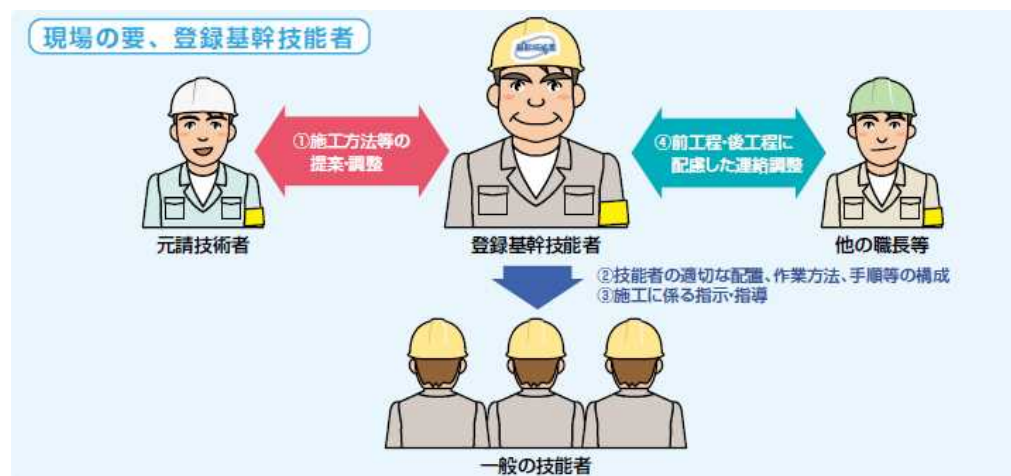 現場の要、登録基幹技能者
①施工方法等の
提案・調整
④前工程・後工程に
配慮した連絡調整
元請技術者
登録基幹技能者
他の職長等
②技能者の適切な配置、作業方法、手順等の構成
③施工に係る指示・指導
一般の技能者